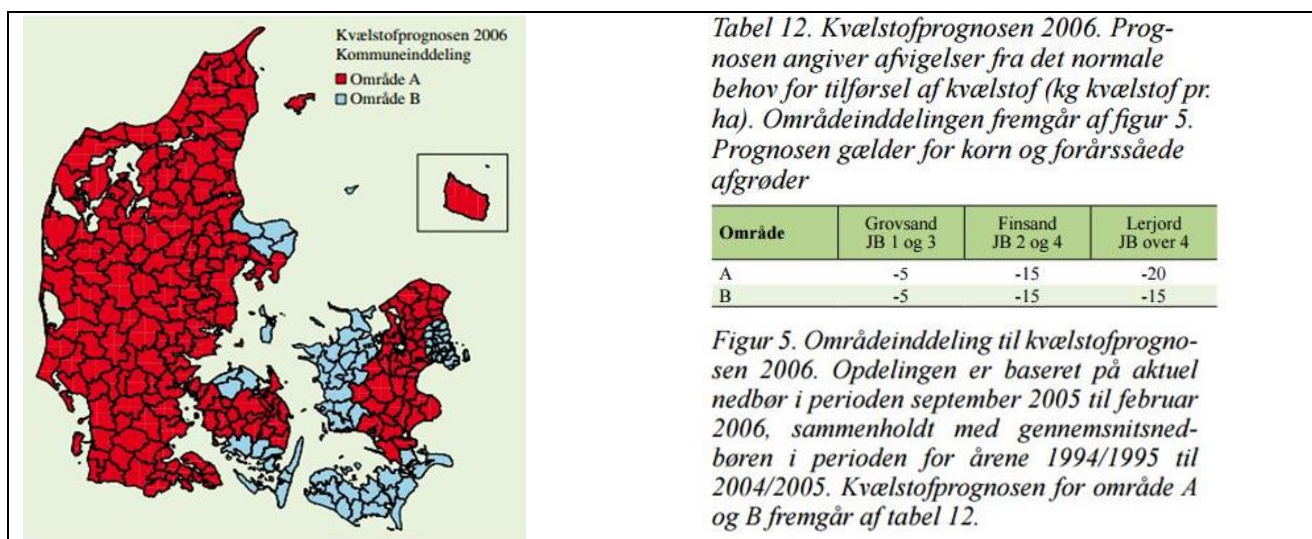 Kvælstofprognosen 2006
Kommuneinddeling
Område A
Område B
Tabel 12. Kvælstofprognosen 2006. Prog-
nosen angiver afvigelser fra det normale
behov for tilførsel af kvælstof (kg kvælstof pr.
ha). Områdeinddelingen fremgår af figur 5.
Prognosen gælder for korn og forårssåede
afgrøder
Område Grovsand JB 1 og 3 Finsand JB 2 og 4 Lerjord JB over 4
A -5 -15 -20
B -5 -15 -15
Figur 5. Områdeinddeling til kvælstofprogno-
sen 2006. Opdelingen er baseret på aktuel
nedbør i perioden september 2005 til februar
2006, sammenholdt med gennemsnitsned-
børen i perioden for årene 1994/1995 til
2004/2005. Kvælstofprognosen for område A
og B fremgår af tabel 12.